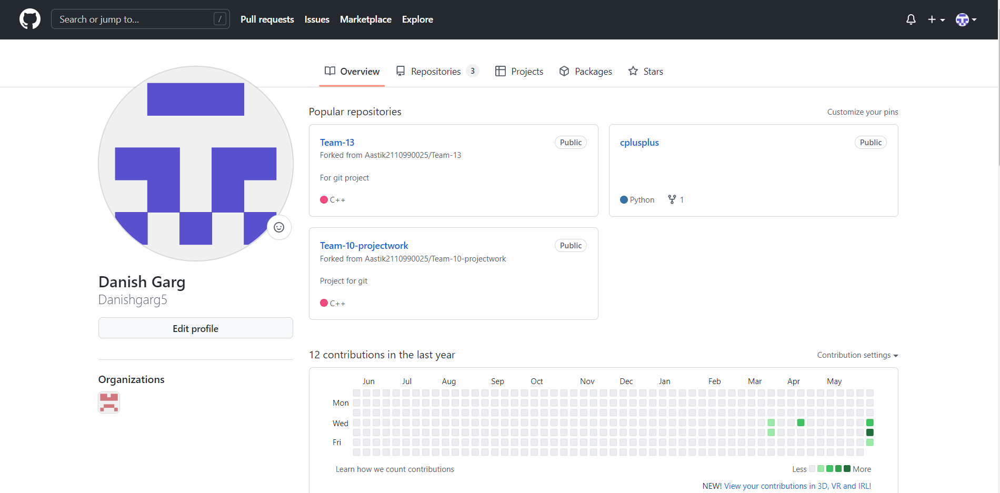 Search or jump to... / Pull requests Issues Marketplace Explore
Overview Repositories 3 Projects Packages Stars
Popular repositories Customize your pins
Team-13 Public
Forked from Aastik2110990025/Team-13
For git project
C++
cplusplus Public
Python 1
Team-10-projectwork Public
Forked from Aastik2110990025/Team-10-projectwork
Project for git
C++
Danish Garg
Danishgarg5
Edit profile
Organizations
12 contributions in the last year Contribution settings
Jun Jul Aug Sep Oct Nov Dec Jan Feb Mar Apr May
Mon
Wed
Fri
Learn how we count contributions Less More
NEW! View your contributions in 3D, VR and IRL!